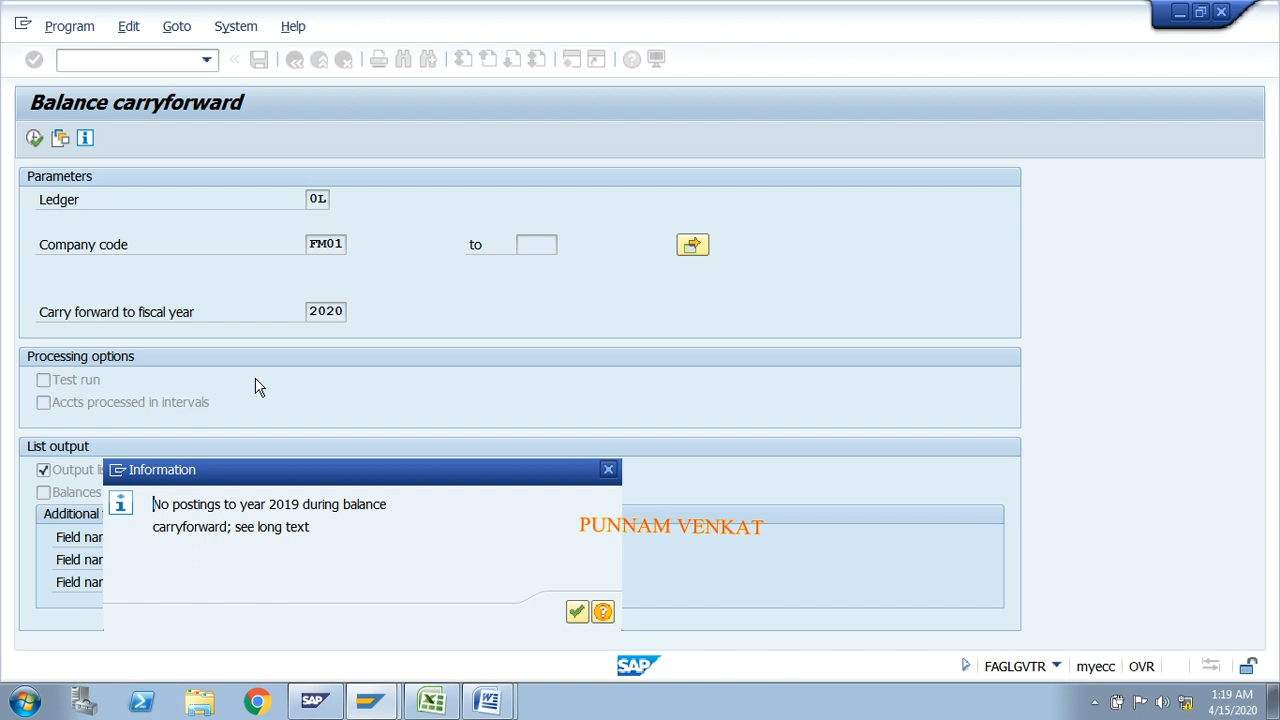 Program Edit Goto System Help
Balance carryforward
Parameters
Ledger 0L
Company code FM01 to
Carry forward to fiscal year 2020
Processing options
Test run
Accts processed in intervals
List output
Output
Information
Balances
No postings to year 2019 during balance
Additional
carryforward; see long text
PUNNAM VENKAT
Field
Field
Field
SAP FAGLGVTR myecc OVR
SAP
1:19 AM
4/15/2020